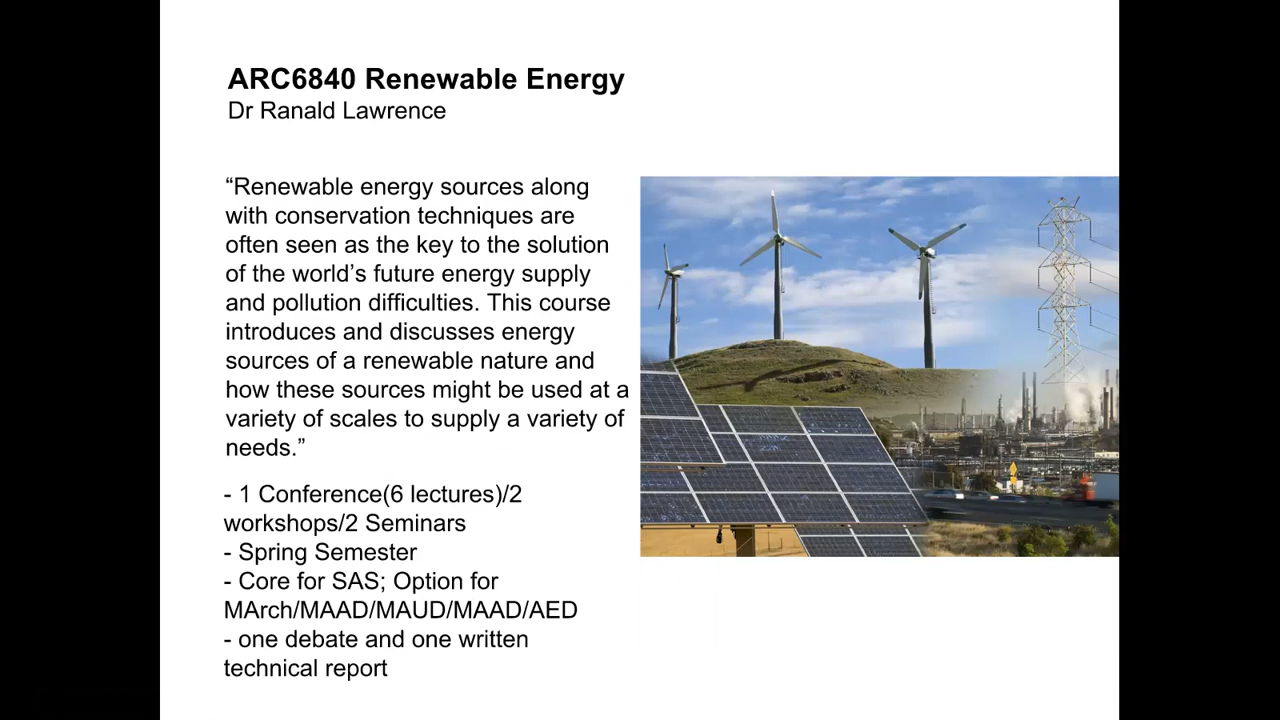 ARC6840 Renewable Energy
Dr Ranald Lawrence
“Renewable energy sources along
with conservation techniques are
often seen as the key to the solution
of the world’s future energy supply
and pollution difficulties. This course
introduces and discusses energy
sources of a renewable nature and
how these sources might be used at a
variety of scales to supply a variety of
needs.”
- 1 Conference(6 lectures)/2
workshops/2 Seminars
- Spring Semester
- Core for SAS; Option for
MArch/MAAD/MAUD/MAAD/AED
- one debate and one written
technical report